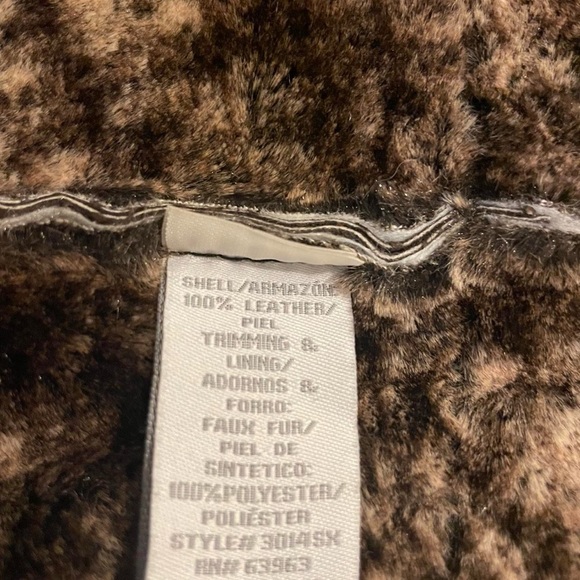 SHELL/ARMAZÓN:
100% LEATHER/
PIEL
TRIMMING &
LINING/
ADORNOS &
FORRO:
FAUX FUR/
PIEL DE
SINTETICO:
100%POLYESTER/
POLIÉSTER
STYLE# 3014SX
RN# 63963